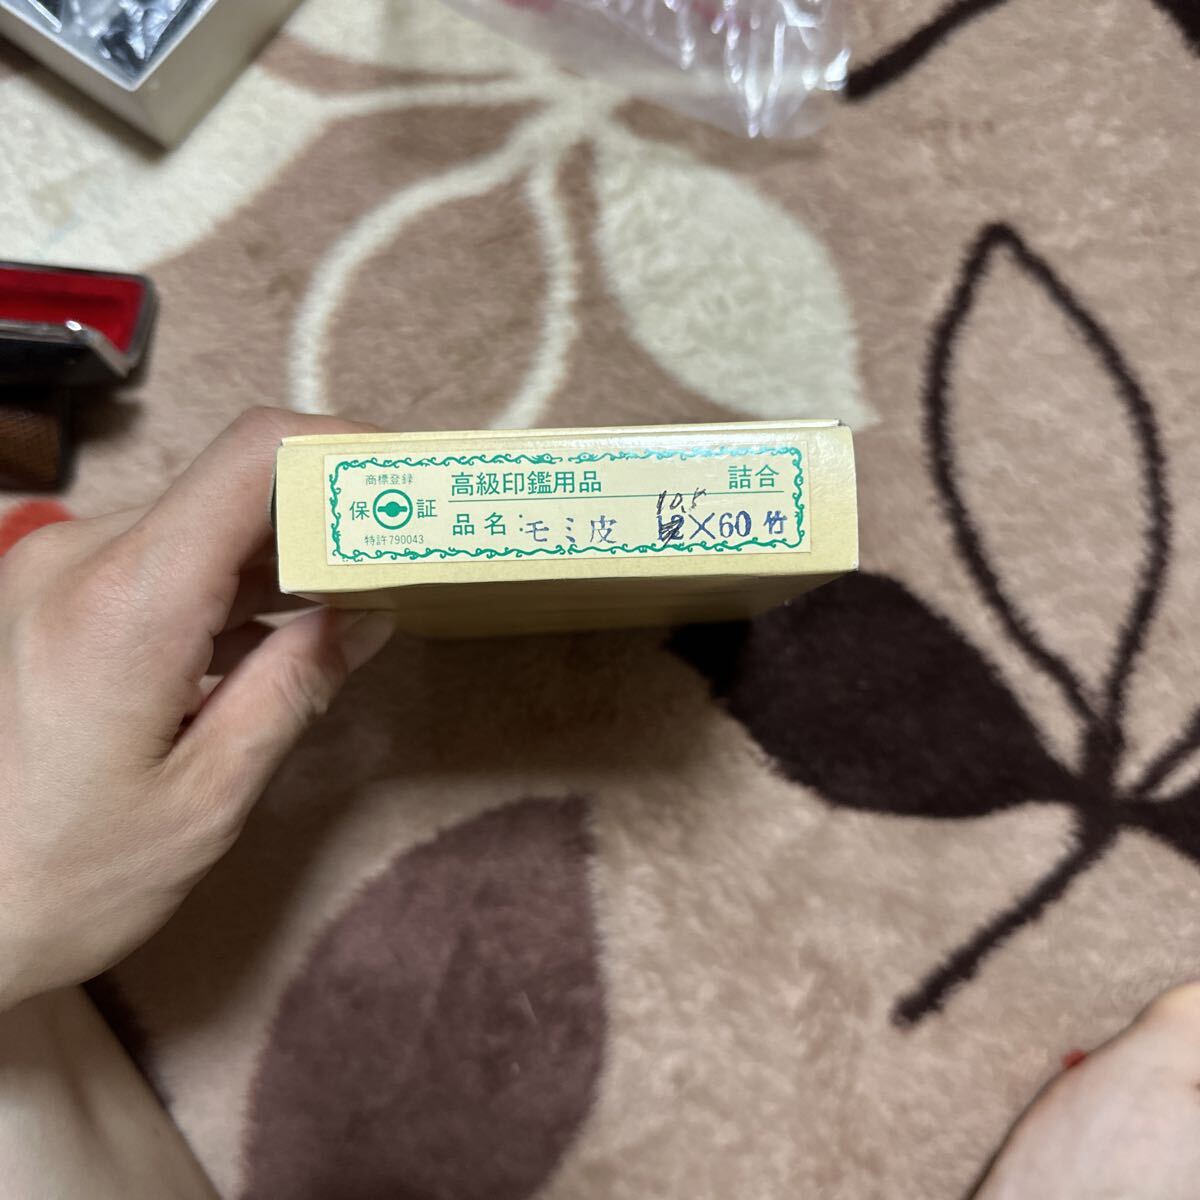 商標登録
保 証
特許790043
高級印鑑用品 詰合
10.5
品名: モミ皮 12×60 竹